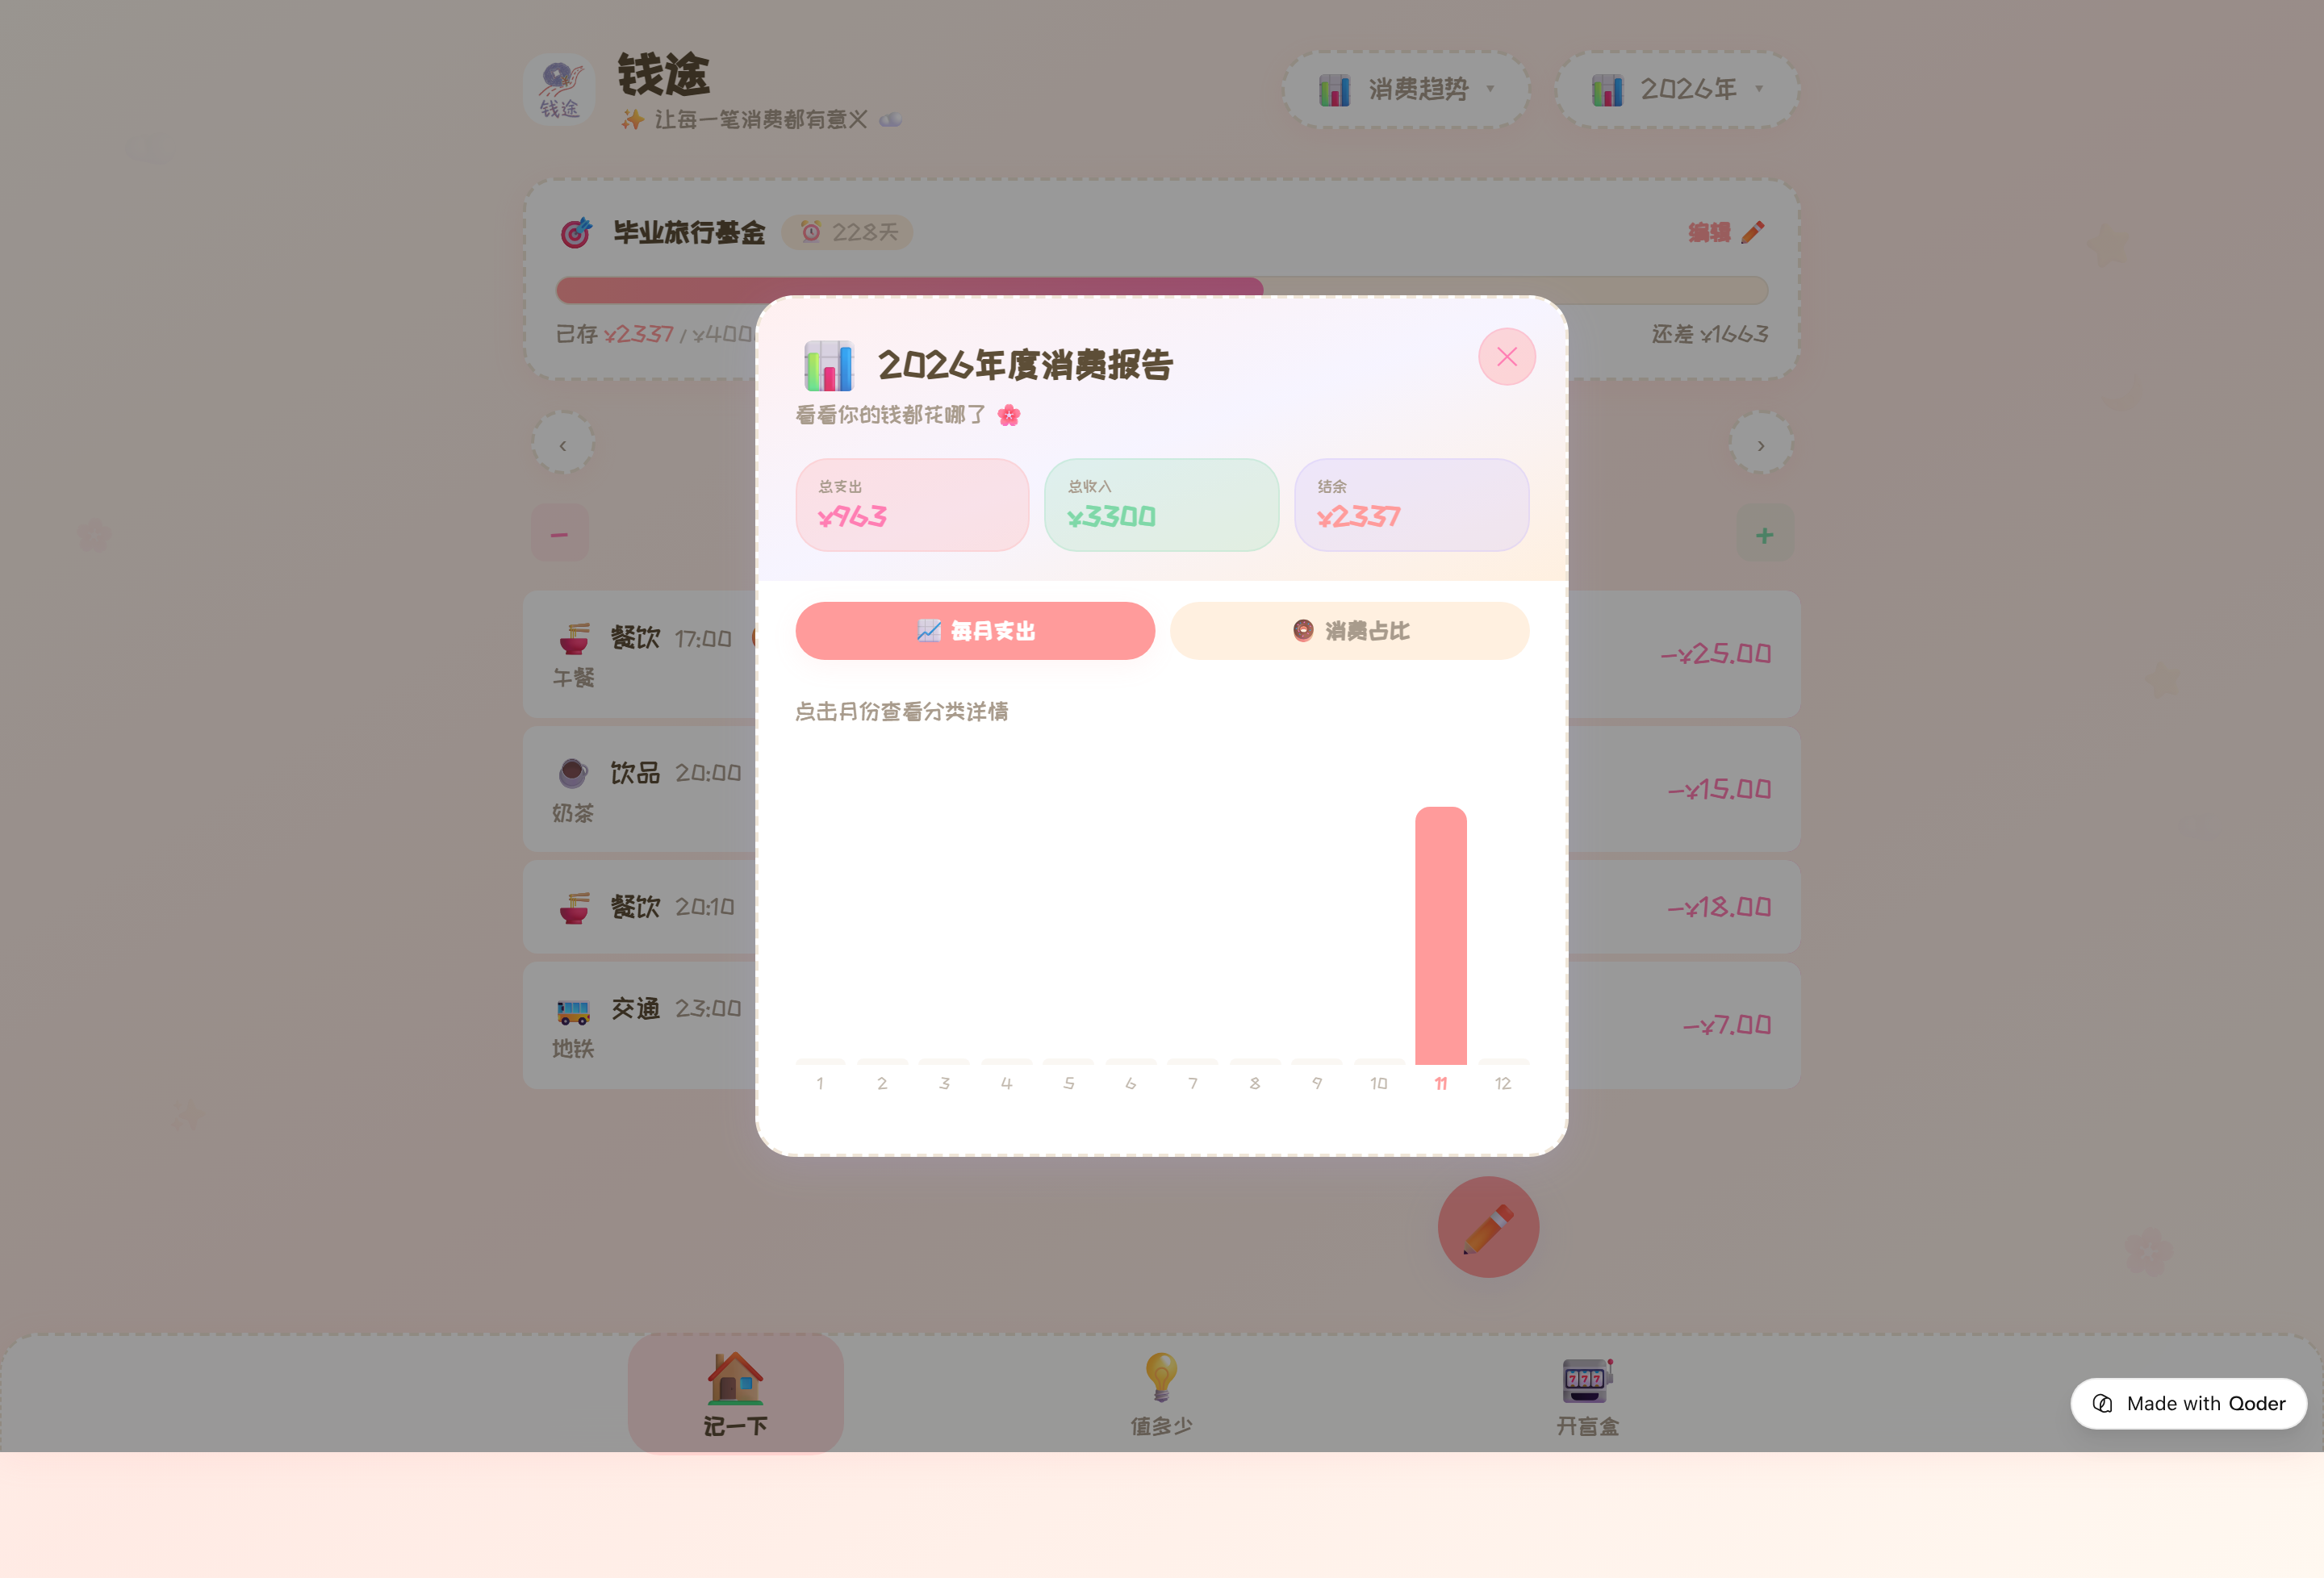 钱途
钱途
✨ 让每一笔消费都有意义 ☁️
消费趋势 ▾
2026年 ▾
毕业旅行基金
228天
编辑
已存 ¥2337 / ¥400
还差 ¥1663
2026年度消费报告
看看你的钱都花哪了
‹
›
总支出
¥963
总收入
¥3300
结余
¥2337
−
+
每月支出
消费占比
餐饮 17:00
午餐
-¥25.00
点击月份查看分类详情
饮品 20:00
奶茶
-¥15.00
餐饮 20:10
-¥18.00
交通 23:00
地铁
-¥7.00
1 2 3 4 5 6 7 8 9 10 11 12
记一下
值多少
开盲盒
777
Made with Qoder